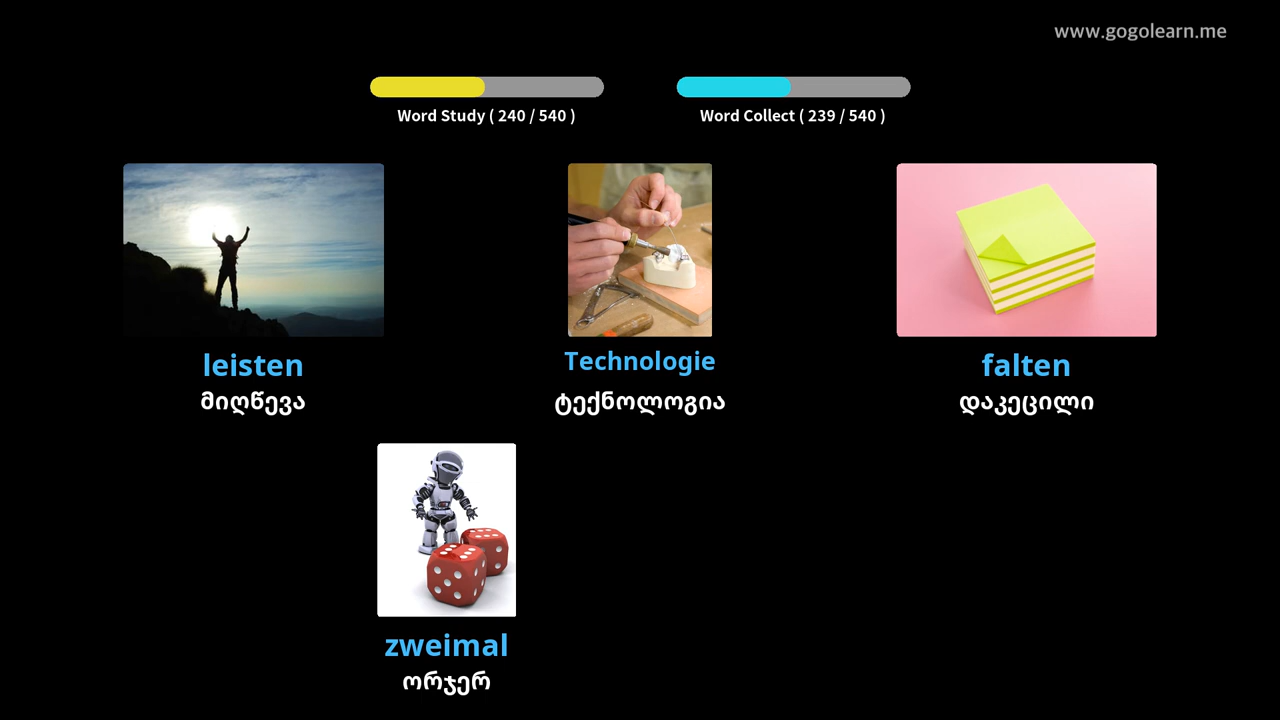 www.gogolearn.me
Word Study ( 240 / 540 )
Word Collect ( 239 / 540 )
leisten
Technologie
falten
მიღწევა
ტექნოლოგია
დაკეცილი
zweimal
ორჯერ